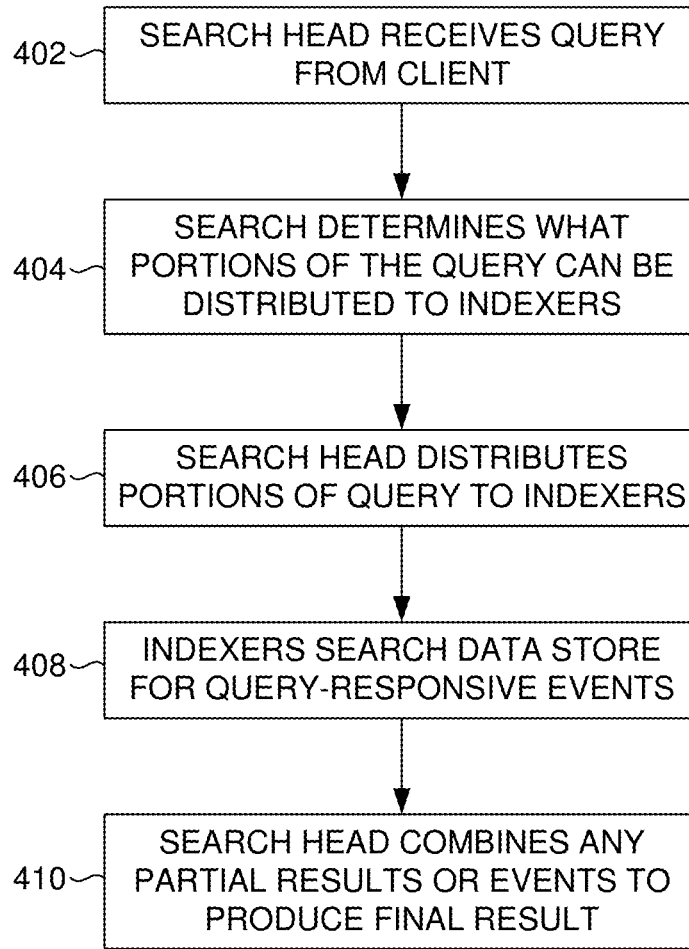 402
SEARCH HEAD RECEIVES QUERY
FROM CLIENT
404
SEARCH DETERMINES WHAT
PORTIONS OF THE QUERY CAN BE
DISTRIBUTED TO INDEXERS
406
SEARCH HEAD DISTRIBUTES
PORTIONS OF QUERY TO INDEXERS
408
INDEXERS SEARCH DATA STORE
FOR QUERY-RESPONSIVE EVENTS
410
SEARCH HEAD COMBINES ANY
PARTIAL RESULTS OR EVENTS TO
PRODUCE FINAL RESULT